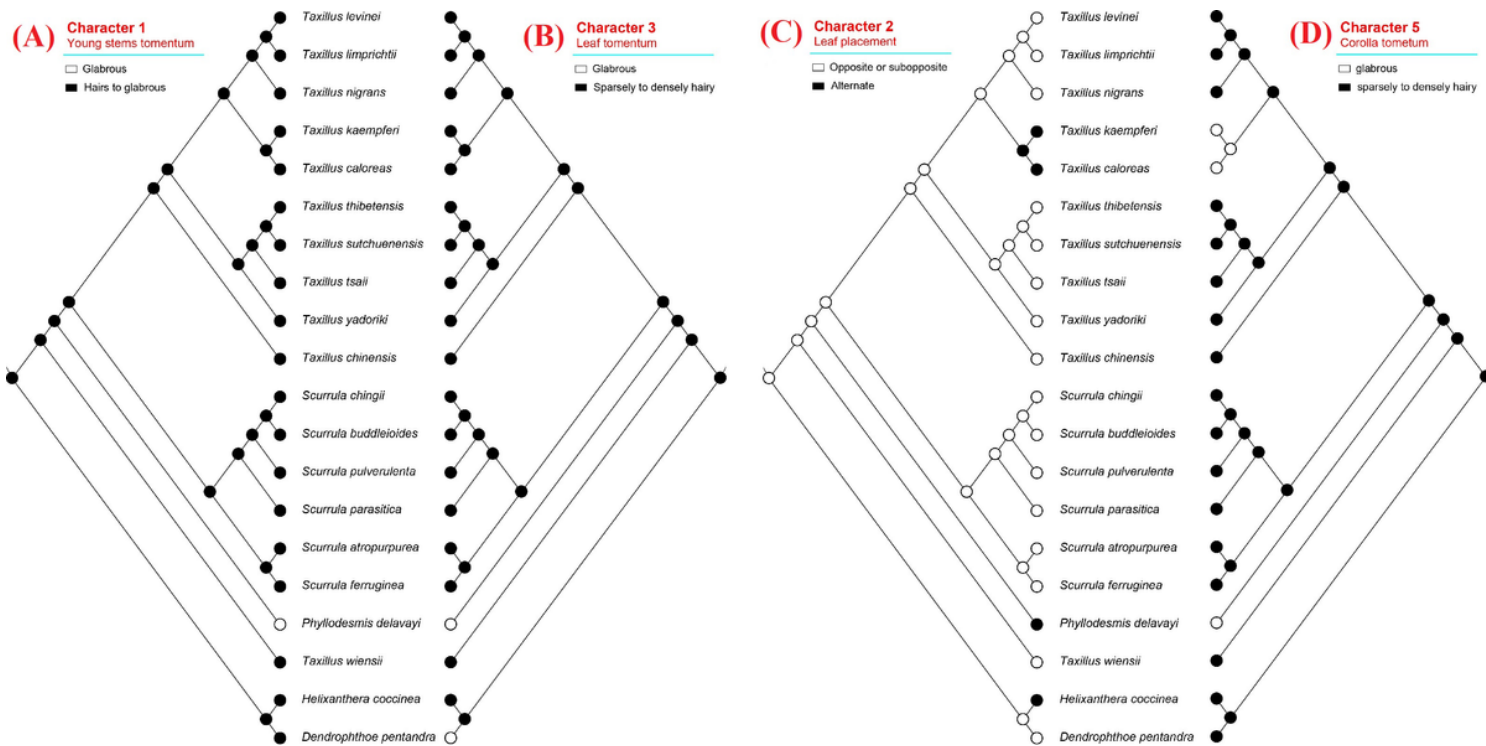 (A)
Character 1
Young stems tomentum
Glabrous
Hairs to glabrous
(B)
Character 3
Leaf tomentum
Glabrous
Sparsely to densely hairy
Taxillus levinei
Taxillus limprichtii
Taxillus nigrans
Taxillus kaempferi
Taxillus caloreas
Taxillus thibetensis
Taxillus sutchuenensis
Taxillus tsaii
Taxillus yadoriki
Taxillus chinensis
Scurrula chingii
Scurrula buddleioides
Scurrula pulverulenta
Scurrula parasitica
Scurrula atropurpurea
Scurrula ferruginea
Phyllodesmis delavayi
Taxillus wiensii
Helixanthera coccinea
Dendrophthoe pentandra
(C)
Character 2
Leaf placement
Opposite or subopposite
Alternate
(D)
Character 5
Corolla tometum
glabrous
sparsely to densely hairy
Taxillus levinei
Taxillus limprichtii
Taxillus nigrans
Taxillus kaempferi
Taxillus caloreas
Taxillus thibetensis
Taxillus sutchuenensis
Taxillus tsaii
Taxillus yadoriki
Taxillus chinensis
Scurrula chingii
Scurrula buddleioides
Scurrula pulverulenta
Scurrula parasitica
Scurrula atropurpurea
Scurrula ferruginea
Phyllodesmis delavayi
Taxillus wiensii
Helixanthera coccinea
Dendrophthoe pentandra